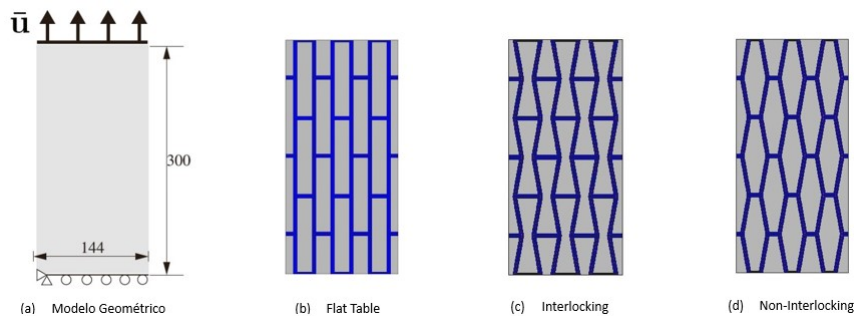 ū
300
144
(a) Modelo Geométrico
(b) Flat Table
(c) Interlocking
(d) Non-Interlocking